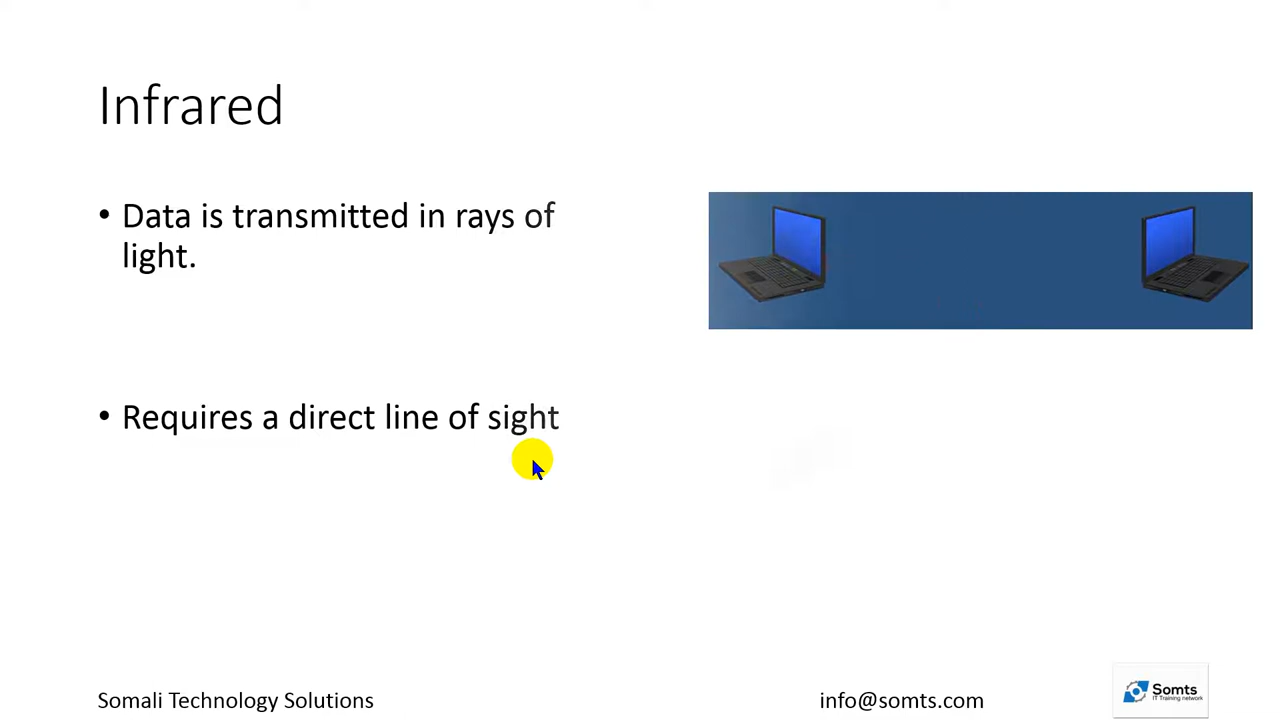 Infrared
• Data is transmitted in rays of
light.
• Requires a direct line of sight
Somali Technology Solutions
info@somts.com
Somts
IT Training network